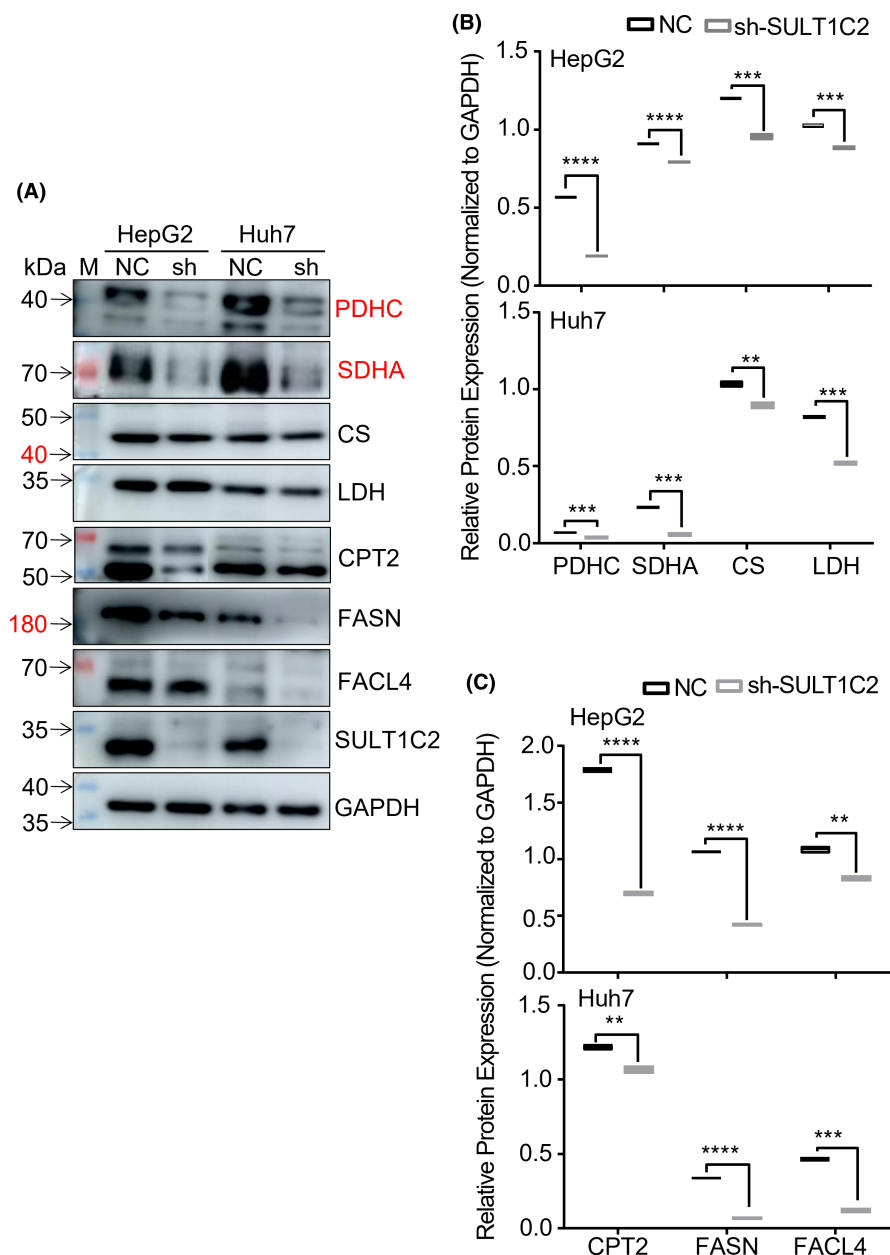 (A)
HepG2 Huh7
kDa M NC sh NC sh
40→ PDHC
70→ SDHA
50→
40→ CS
35→ LDH
70→
50→ CPT2
180→ FASN
70→ FACL4
35→ SULT1C2
40→
35→ GAPDH
(B)
NC sh-SULT1C2
Relative Protein Expression (Normalized to GAPDH)
HepG2
1.5
1.0
0.5
0.0
**** **** *** ***
Huh7
1.5
1.0
0.5
0.0
*** *** ** ***
PDHC SDHA CS LDH
(C)
NC sh-SULT1C2
Relative Protein Expression (Normalized to GAPDH)
HepG2
2.0
1.5
1.0
0.5
0.0
**** **** **
Huh7
1.5
1.0
0.5
0.0
** **** ***
CPT2 FASN FACL4